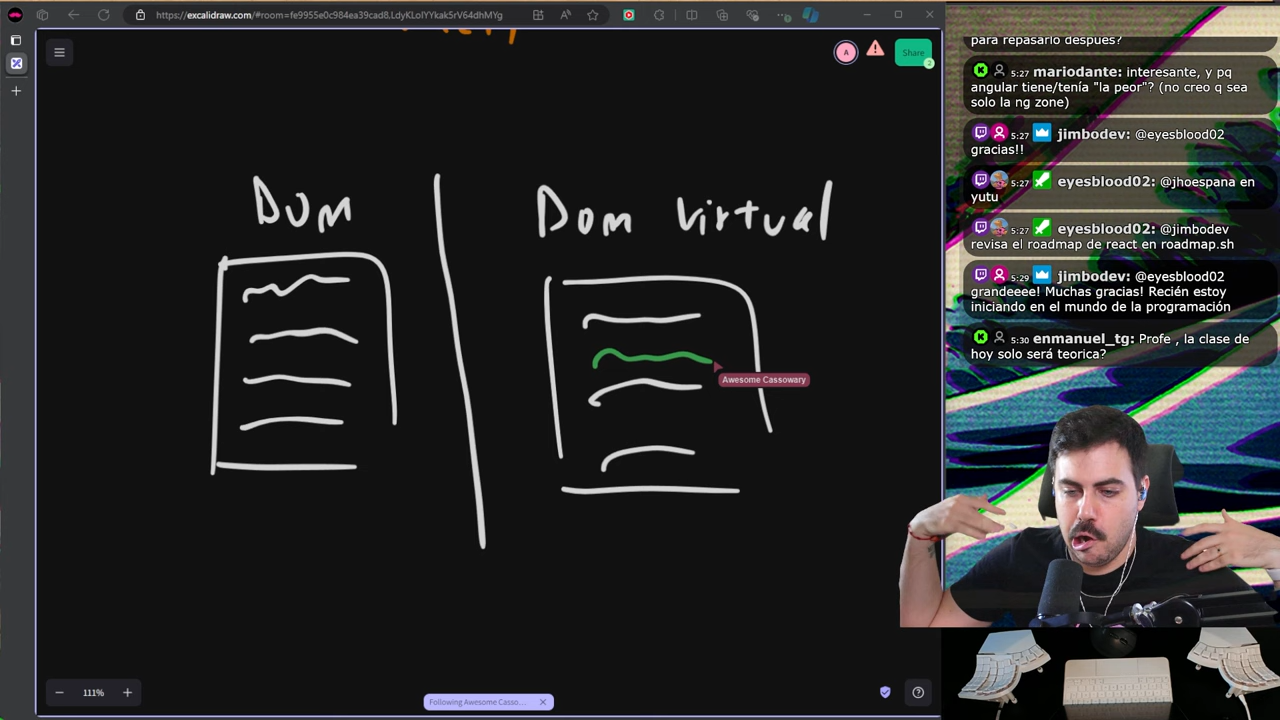 https://excalidraw.com/#room=fe9955e0c984ea39cad8,LdyKLolYYkak5rV64dhMYg
A
Share
2
Dom
Dom virtual
Awesome Cassowary
111%
Following Awesome Casso...
para repasarlo después?
5:27 mariodante: interesante, y pq
angular tiene/tenía "la peor"? (no creo q sea
solo la ng zone)
5:27 jimbodev: @eyesblood02
gracias!!
5:27 eyesblood02: @jhoespana en
yutu
5:27 eyesblood02: @jimbodev
revisa el roadmap de react en roadmap.sh
5:29 jimbodev: @eyesblood02
grandeeee! Muchas gracias! Recién estoy
iniciando en el mundo de la programación
5:30 enmanuel_tg: Profe , la clase de
hoy solo será teorica?